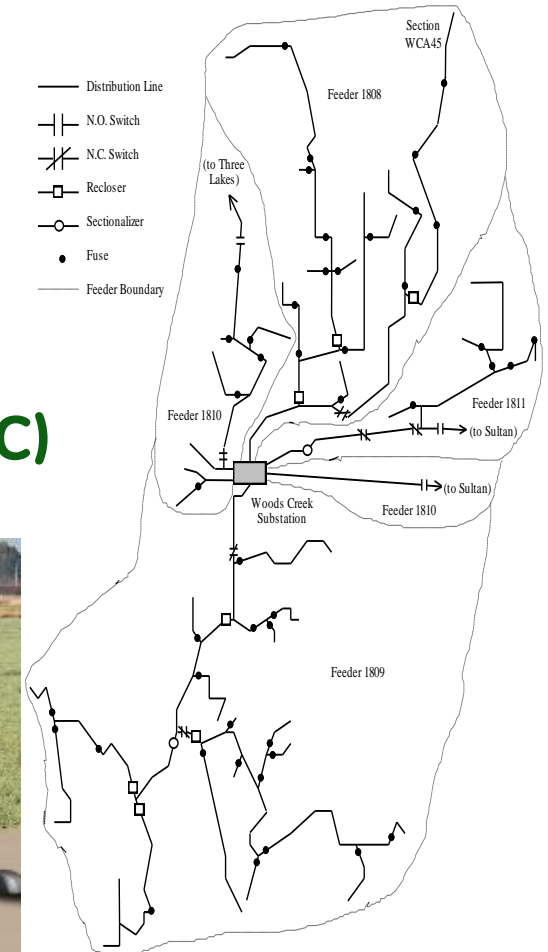 Section
WCA45
Distribution Line
N.O. Switch
N.C. Switch
Recloser
Sectionalizer
Fuse
Feeder Boundary
Feeder 1808
(to Three
Lakes)
Feeder 1810
Feeder 1811
(to Sultan)
C)
Woods Creek
Substation
(to Sultan)
Feeder 1810
Feeder 1809